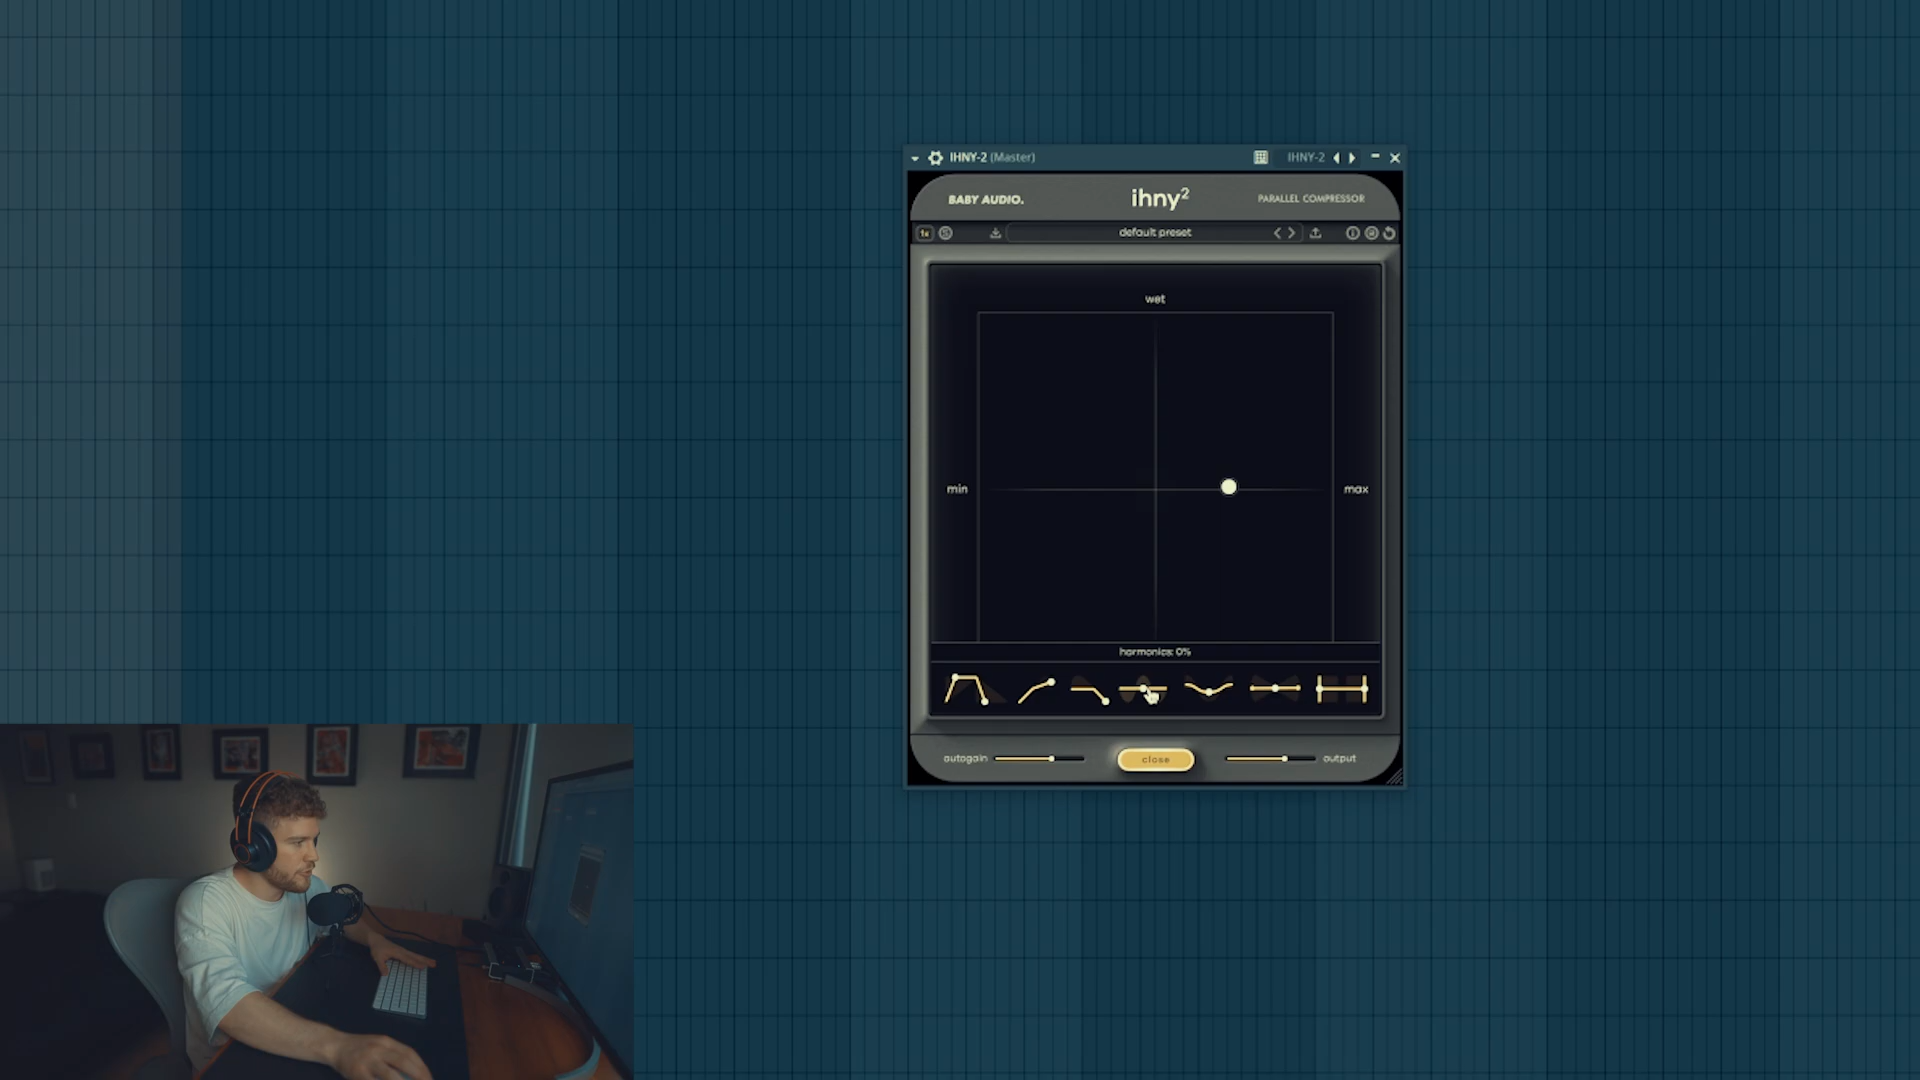 IHNY-2 (Master)
IHNY-2
BABY AUDIO.
ihny²
PARALLEL COMPRESSOR
1x
default preset
wet
min
max
harmonics: 0%
autogain
close
output